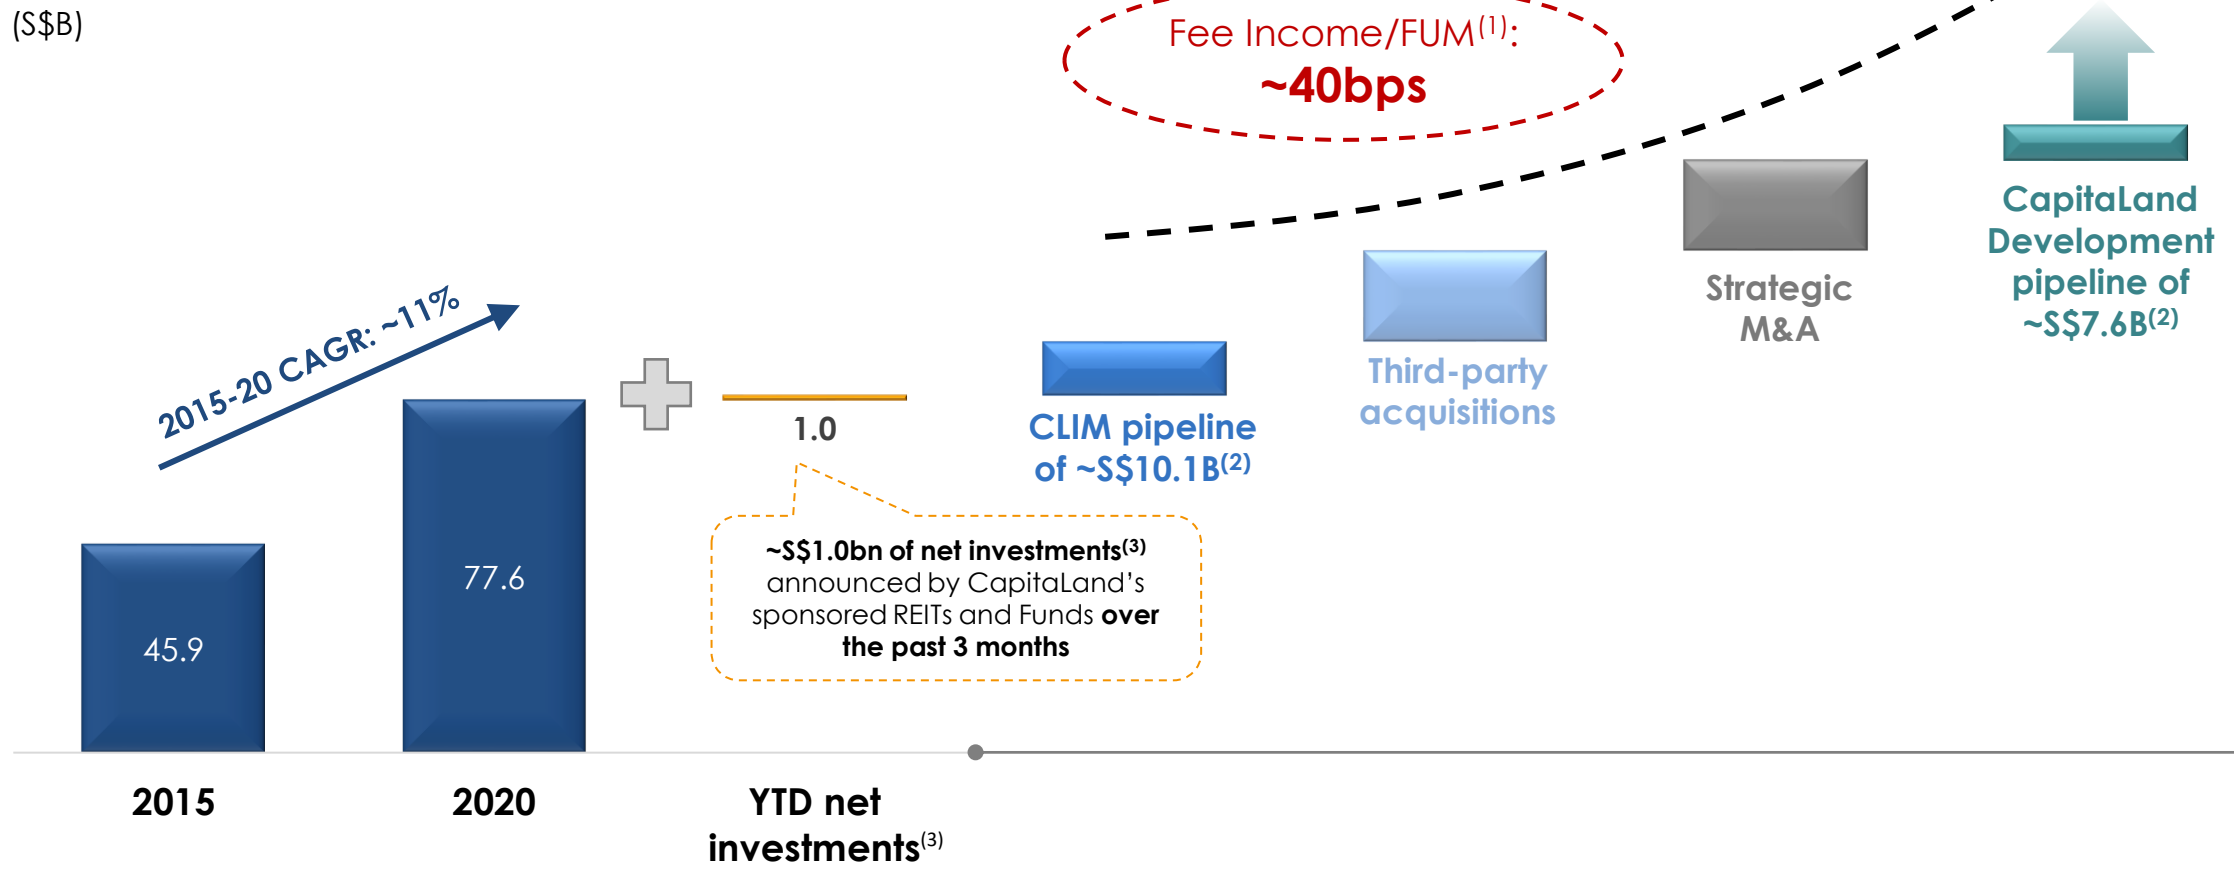 (S$B)
Fee Income/FUM(1):
~40bps
2015-20 CAGR: ~11%
45.9
77.6
1.0
~S$1.0bn of net investments(3)
announced by CapitaLand's
sponsored REITs and Funds over
the past 3 months
CLIM pipeline
of ~S$10.1B(2)
Third-party
acquisitions
Strategic
M&A
CapitaLand
Development
pipeline of
~S$7.6B(2)
2015
2020
YTD net
investments(3)